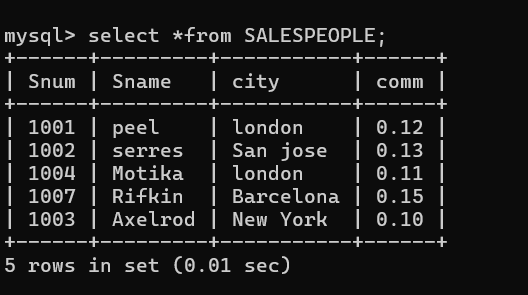 mysql> select *from SALESPEOPLE;
+------+---------+-----------+------+
| Snum | Sname   | city      | comm |
+------+---------+-----------+------+
| 1001 | peel    | london    | 0.12 |
| 1002 | serres  | San jose  | 0.13 |
| 1004 | Motika  | london    | 0.11 |
| 1007 | Rifkin  | Barcelona | 0.15 |
| 1003 | Axelrod | New York  | 0.10 |
+------+---------+-----------+------+
5 rows in set (0.01 sec)